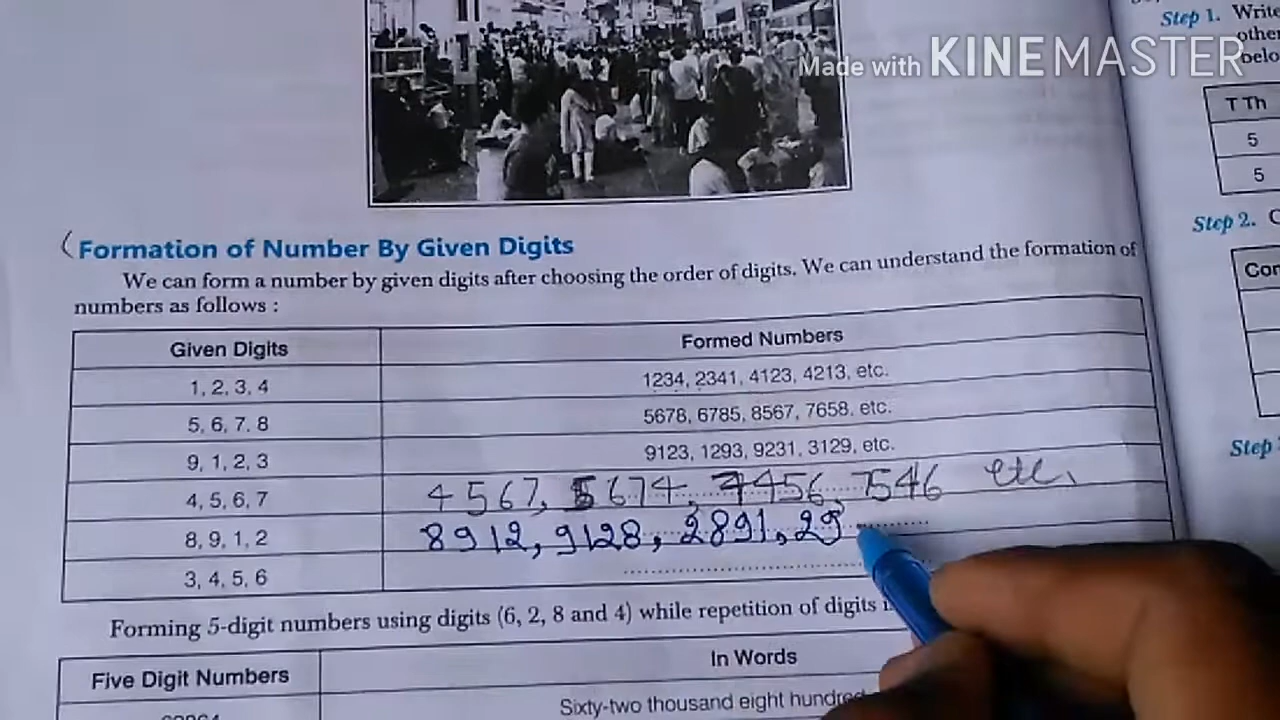 Made with KINEMASTER
Step 1. Write
other
belo
T Th
5
5
Step 2. C
Con
Step
Formation of Number By Given Digits
We can form a number by given digits after choosing the order of digits. We can understand the formation of
numbers as follows :
Given Digits Formed Numbers
1, 2, 3, 4 1234, 2341, 4123, 4213, etc.
5, 6, 7, 8 5678, 6785, 8567, 7658, etc.
9, 1, 2, 3 9123, 1293, 9231, 3129, etc.
4, 5, 6, 7 4567, 5674, 7456, 7546 etc.
8, 9, 1, 2 8912, 9128, 2891, 29
3, 4, 5, 6
Forming 5-digit numbers using digits (6, 2, 8 and 4) while repetition of digits
Five Digit Numbers In Words
Sixty-two thousand eight hundred